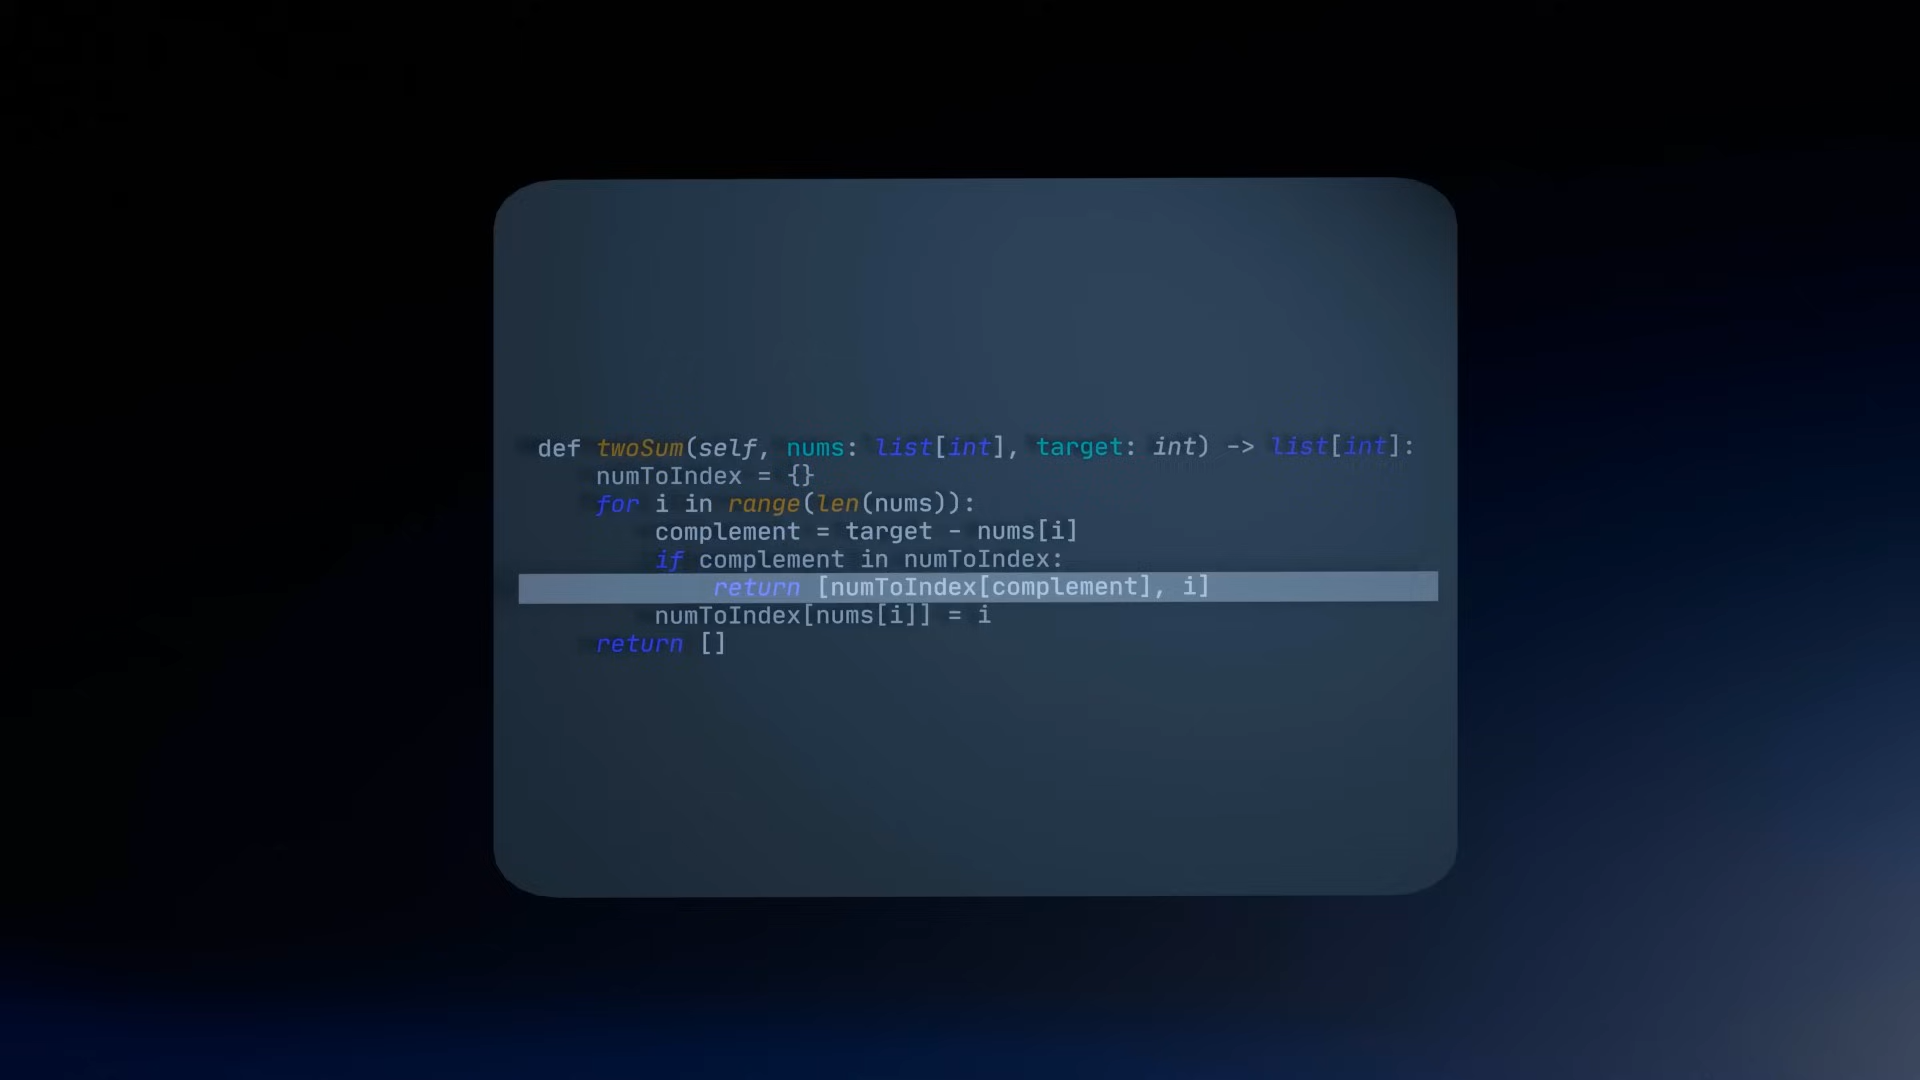 def twoSum(self, nums: list[int], target: int) -> list[int]:
    numToIndex = {}
    for i in range(len(nums)):
        complement = target - nums[i]
        if complement in numToIndex:
            return [numToIndex[complement], i]
        numToIndex[nums[i]] = i
    return []